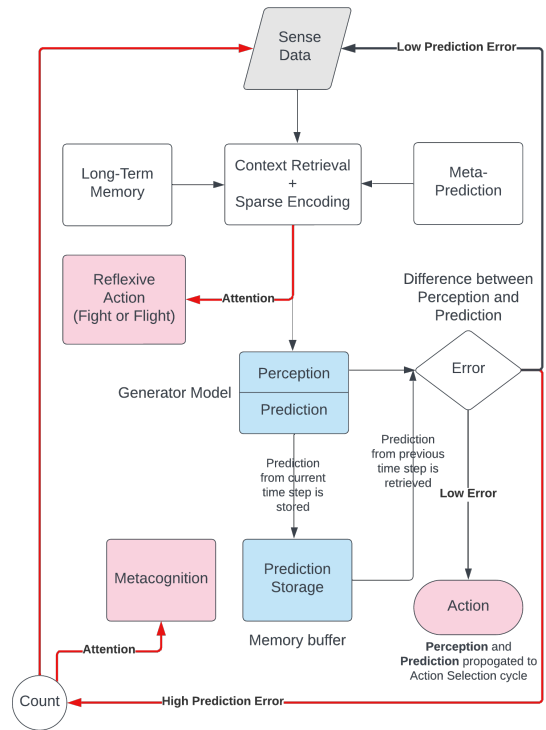 Sense
Data
Low Prediction Error
Long-Term
Memory
Context Retrieval
+
Sparse Encoding
Meta-
Prediction
Reflexive
Action
(Fight or Flight)
Attention
Difference between
Perception and
Prediction
Error
Generator Model
Perception
Prediction
Prediction
from current
time step is
stored
Prediction
from previous
time step is
retrieved
Low Error
Metacognition
Prediction
Storage
Memory buffer
Action
Perception and
Prediction propogated to
Action Selection cycle
Attention
Count
High Prediction Error